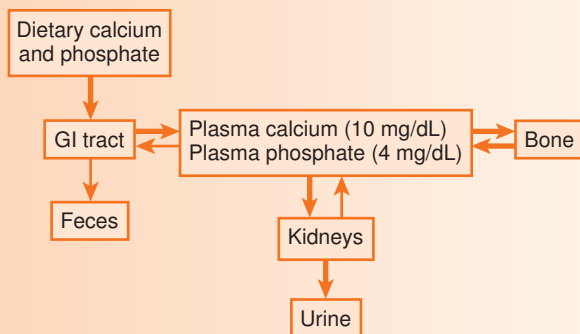 Dietary calcium
and phosphate
GI tract
Plasma calcium (10 mg/dL)
Plasma phosphate (4 mg/dL)
Bone
Feces
Kidneys
Urine